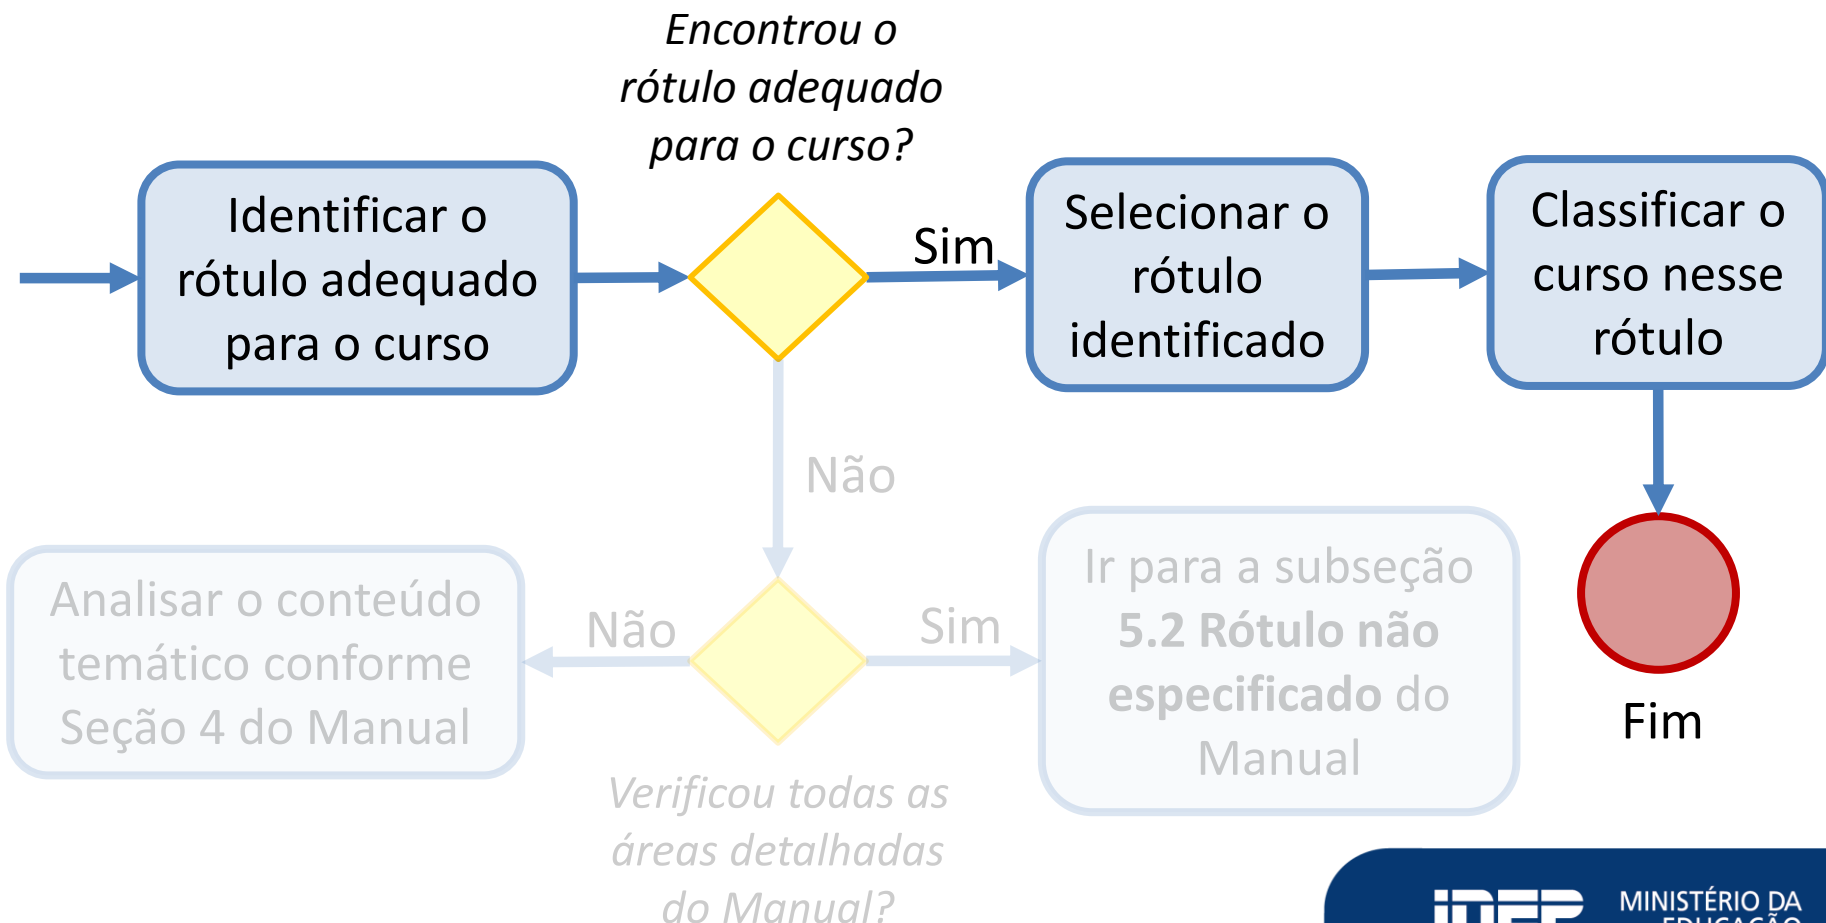 Encontrou o
rótulo adequado
para o curso?
Identificar o
rótulo adequado
para o curso
Sim
Selecionar o
rótulo
identificado
Classificar o
curso nesse
rótulo
Não
Analisar o conteúdo
temático conforme
Seção 4 do Manual
Não
Sim
Ir para a subseção
5.2 Rótulo não
especificado do
Manual
Fim
Verificou todas as
áreas detalhadas
do Manual?
INEP
MINISTÉRIO DA
EDUCAÇÃO